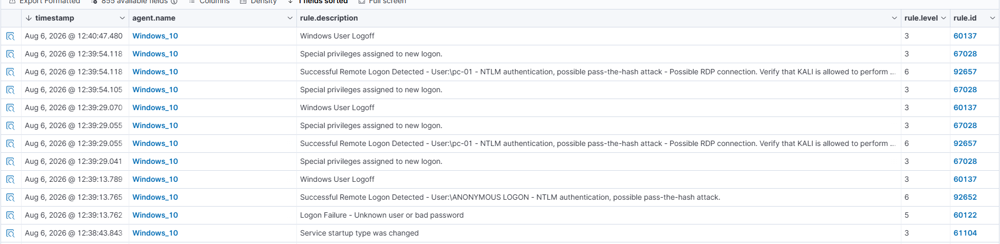 Export Formatted 855 available fields Columns Density 1 fields sorted Full screen
timestamp agent.name rule.description rule.level rule.id
Aug 6, 2026 @ 12:40:47.480 Windows_10 Windows User Logoff 3 60137
Aug 6, 2026 @ 12:39:54.118 Windows_10 Special privileges assigned to new logon. 3 67028
Aug 6, 2026 @ 12:39:54.118 Windows_10 Successful Remote Logon Detected - User:\pc-01 - NTLM authentication, possible pass-the-hash attack - Possible RDP connection. Verify that KALI is allowed to perform ... 6 92657
Aug 6, 2026 @ 12:39:54.105 Windows_10 Special privileges assigned to new logon. 3 67028
Aug 6, 2026 @ 12:39:29.070 Windows_10 Windows User Logoff 3 60137
Aug 6, 2026 @ 12:39:29.055 Windows_10 Special privileges assigned to new logon. 3 67028
Aug 6, 2026 @ 12:39:29.055 Windows_10 Successful Remote Logon Detected - User:\pc-01 - NTLM authentication, possible pass-the-hash attack - Possible RDP connection. Verify that KALI is allowed to perform ... 6 92657
Aug 6, 2026 @ 12:39:29.041 Windows_10 Special privileges assigned to new logon. 3 67028
Aug 6, 2026 @ 12:39:13.789 Windows_10 Windows User Logoff 3 60137
Aug 6, 2026 @ 12:39:13.765 Windows_10 Successful Remote Logon Detected - User:\ANONYMOUS LOGON - NTLM authentication, possible pass-the-hash attack. 6 92652
Aug 6, 2026 @ 12:39:13.762 Windows_10 Logon Failure - Unknown user or bad password 5 60122
Aug 6, 2026 @ 12:38:43.843 Windows_10 Service startup type was changed 3 61104